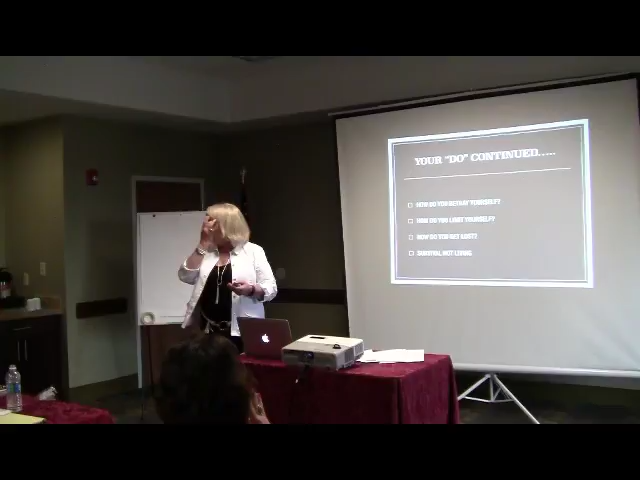 YOUR "DO" CONTINUED.....
HOW DO YOU BETRAY YOURSELF?
HOW DO YOU LIMIT YOURSELF?
HOW DO YOU GET LOST?
SURVIVAL NOT LIVING